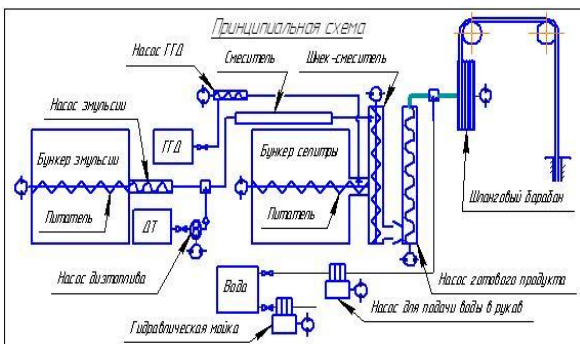 Принципиальная схема
Насос ГГД
Смеситель
Шнек-смеситель
Насос эмульсии
Бункер эмульсии
ГГД
Бункер селитры
Питатель
Питатель
Шланговый барабан
ДТ
Насос дизтоплива
Насос готового продукта
Вода
Насос для подачи воды в рукав
Гидравлическая мойка